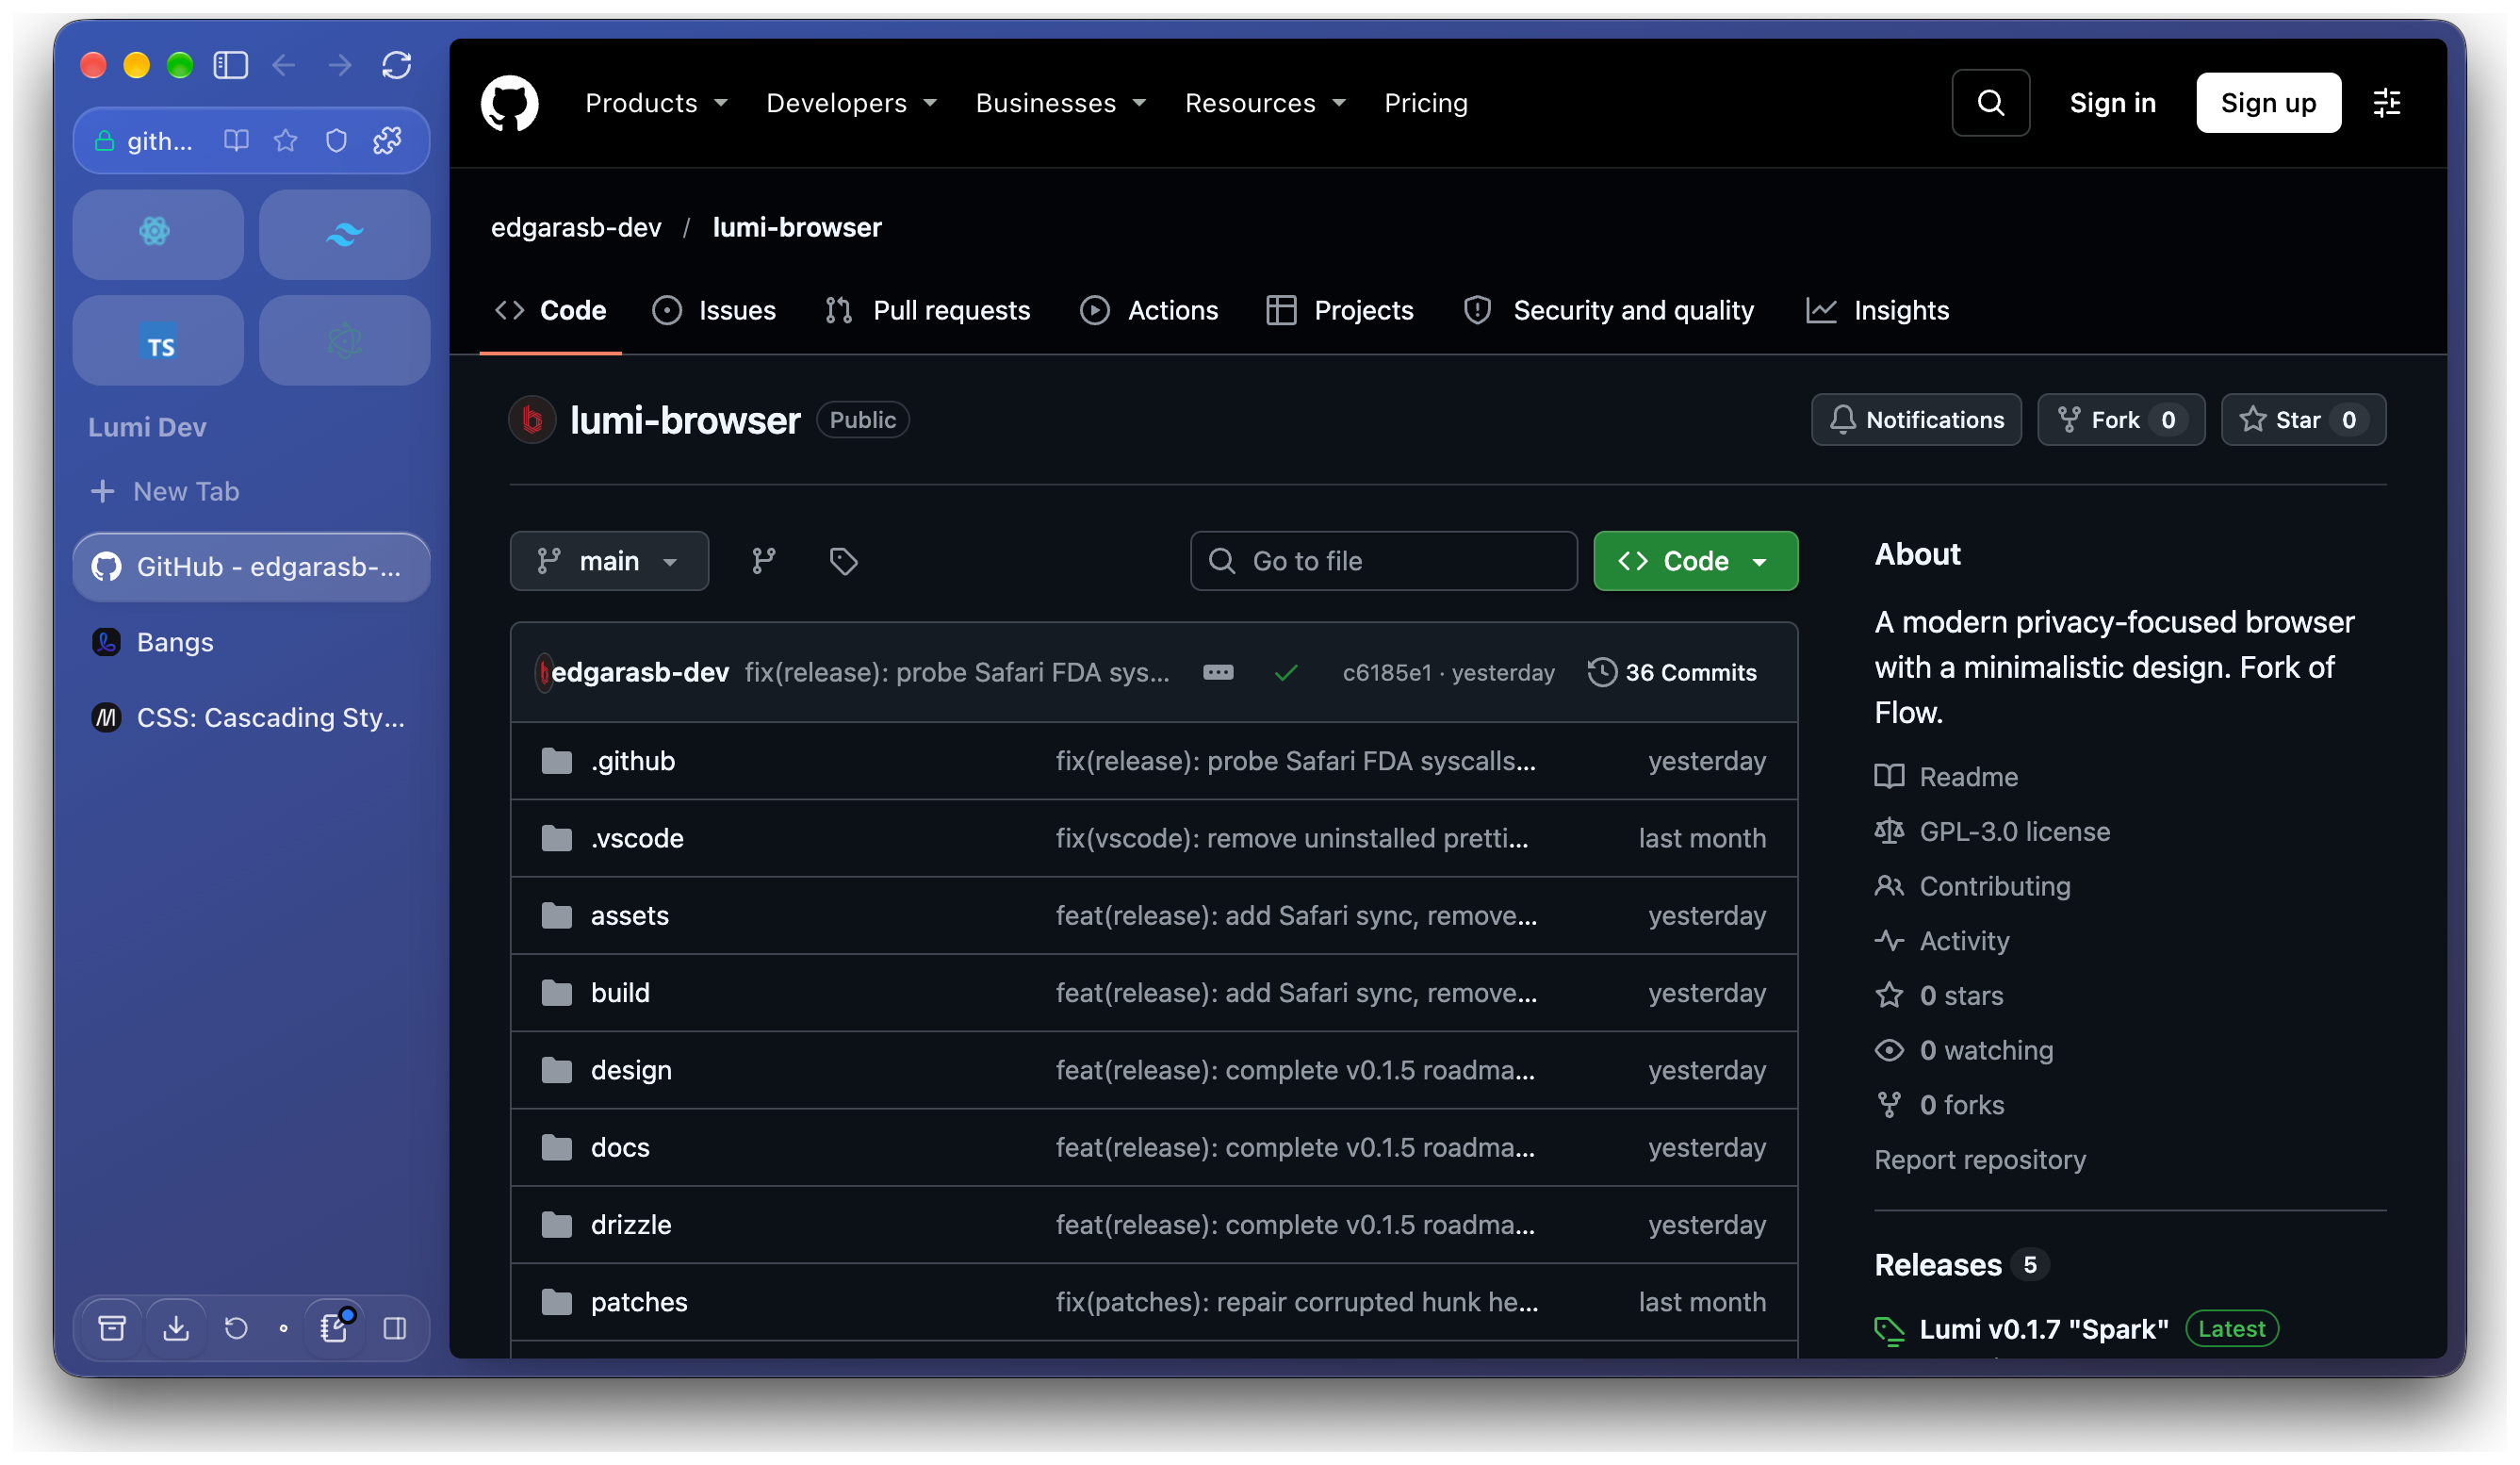 gith...
TS
Lumi Dev
New Tab
GitHub - edgarasb-...
Bangs
CSS: Cascading Sty...
Products
Developers
Businesses
Resources
Pricing
Sign in
Sign up
edgarasb-dev / lumi-browser
Code
Issues
Pull requests
Actions
Projects
Security and quality
Insights
lumi-browser
Public
Notifications
Fork 0
Star 0
main
Go to file
Code
edgarasb-dev fix(release): probe Safari FDA sys... c6185e1 · yesterday 36 Commits
.github fix(release): probe Safari FDA syscalls... yesterday
.vscode fix(vscode): remove uninstalled pretti... last month
assets feat(release): add Safari sync, remove... yesterday
build feat(release): add Safari sync, remove... yesterday
design feat(release): complete v0.1.5 roadma... yesterday
docs feat(release): complete v0.1.5 roadma... yesterday
drizzle feat(release): complete v0.1.5 roadma... yesterday
patches fix(patches): repair corrupted hunk he... last month
About
A modern privacy-focused browser
with a minimalistic design. Fork of
Flow.
Readme
GPL-3.0 license
Contributing
Activity
0 stars
0 watching
0 forks
Report repository
Releases 5
Lumi v0.1.7 "Spark" Latest